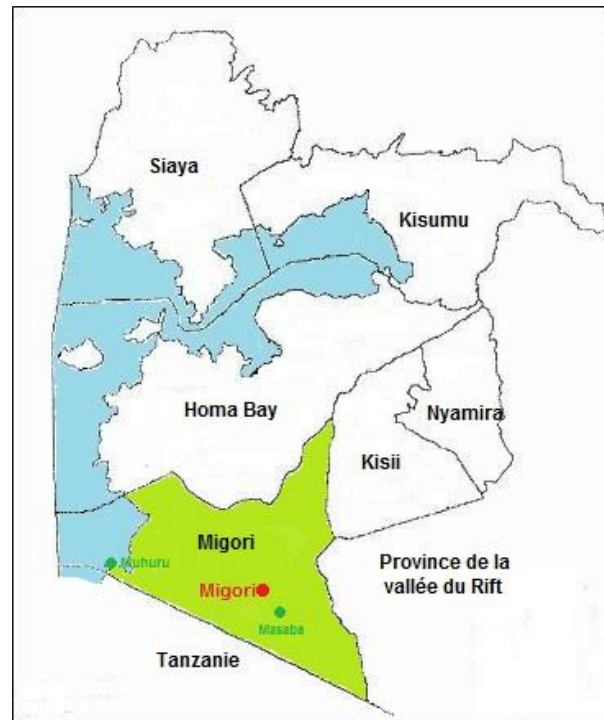 Siaya
Kisumu
Homa Bay
Nyamira
Kisii
Migori
Muhuru
Migori
Masaba
Province de la
vallée du Rift
Tanzanie